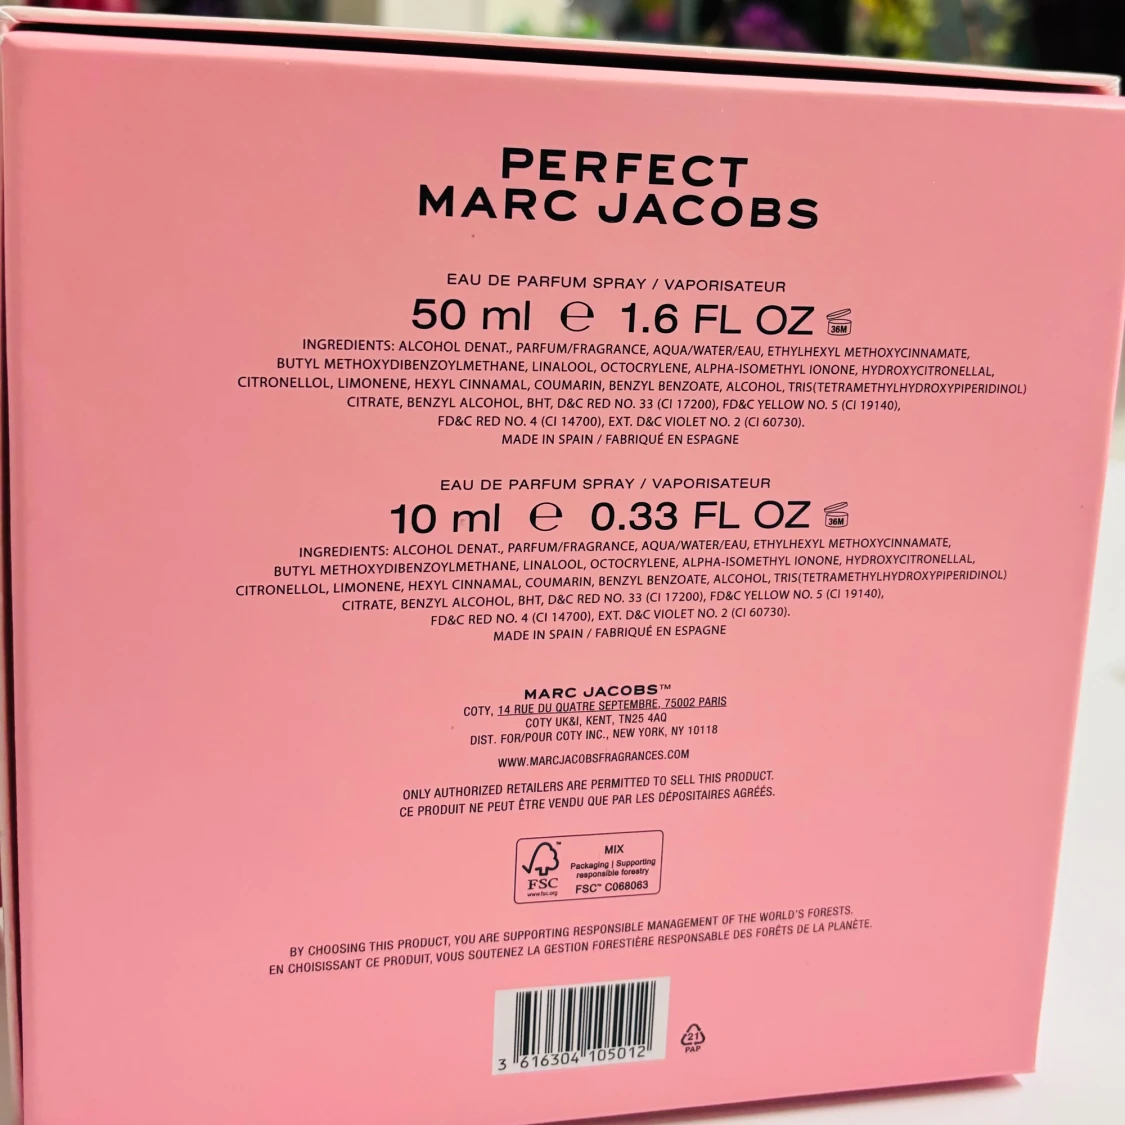 PERFECT
MARC JACOBS
EAU DE PARFUM SPRAY / VAPORISATEUR
50 ml ℮ 1.6 FL OZ 36M
INGREDIENTS: ALCOHOL DENAT., PARFUM/FRAGRANCE, AQUA/WATER/EAU, ETHYLHEXYL METHOXYCINNAMATE,
BUTYL METHOXYDIBENZOYLMETHANE, LINALOOL, OCTOCRYLENE, ALPHA-ISOMETHYL IONONE, HYDROXYCITRONELLAL,
CITRONELLOL, LIMONENE, HEXYL CINNAMAL, COUMARIN, BENZYL BENZOATE, ALCOHOL, TRIS(TETRAMETHYLHYDROXYPIPERIDINOL)
CITRATE, BENZYL ALCOHOL, BHT, D&C RED NO. 33 (CI 17200), FD&C YELLOW NO. 5 (CI 19140),
FD&C RED NO. 4 (CI 14700), EXT. D&C VIOLET NO. 2 (CI 60730).
MADE IN SPAIN / FABRIQUÉ EN ESPAGNE
EAU DE PARFUM SPRAY / VAPORISATEUR
10 ml ℮ 0.33 FL OZ 36M
INGREDIENTS: ALCOHOL DENAT., PARFUM/FRAGRANCE, AQUA/WATER/EAU, ETHYLHEXYL METHOXYCINNAMATE,
BUTYL METHOXYDIBENZOYLMETHANE, LINALOOL, OCTOCRYLENE, ALPHA-ISOMETHYL IONONE, HYDROXYCITRONELLAL,
CITRONELLOL, LIMONENE, HEXYL CINNAMAL, COUMARIN, BENZYL BENZOATE, ALCOHOL, TRIS(TETRAMETHYLHYDROXYPIPERIDINOL)
CITRATE, BENZYL ALCOHOL, BHT, D&C RED NO. 33 (CI 17200), FD&C YELLOW NO. 5 (CI 19140),
FD&C RED NO. 4 (CI 14700), EXT. D&C VIOLET NO. 2 (CI 60730).
MADE IN SPAIN / FABRIQUÉ EN ESPAGNE
MARC JACOBS™
COTY, 14 RUE DU QUATRE SEPTEMBRE, 75002 PARIS
COTY UK&I, KENT, TN25 4AQ
DIST. FOR/POUR COTY INC., NEW YORK, NY 10118
WWW.MARCJACOBSFRAGRANCES.COM
ONLY AUTHORIZED RETAILERS ARE PERMITTED TO SELL THIS PRODUCT.
CE PRODUIT NE PEUT ÊTRE VENDU QUE PAR LES DÉPOSITAIRES AGRÉÉS.
™
FSC
www.fsc.org
MIX
Packaging | Supporting
responsible forestry
FSC™ C068063
BY CHOOSING THIS PRODUCT, YOU ARE SUPPORTING RESPONSIBLE MANAGEMENT OF THE WORLD'S FORESTS.
EN CHOISISSANT CE PRODUIT, VOUS SOUTENEZ LA GESTION FORESTIÈRE RESPONSABLE DES FORÊTS DE LA PLANÈTE.
3 616304 105012
21
PAP